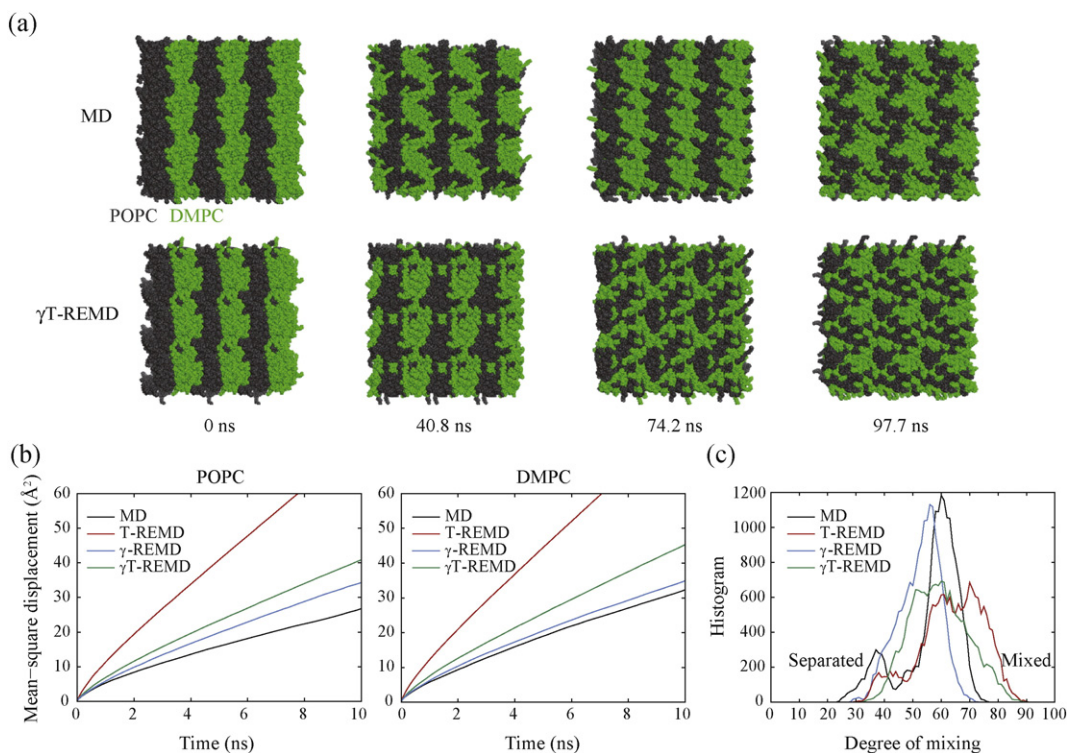 (a)
MD
POPC DMPC
γT-REMD
0 ns 40.8 ns 74.2 ns 97.7 ns
(b)
POPC
Mean-square displacement (Å²)
60
50
40
30
20
10
0
MD
T-REMD
γ-REMD
γT-REMD
0 2 4 6 8 10
Time (ns)
DMPC
60
50
40
30
20
10
0
MD
T-REMD
γ-REMD
γT-REMD
0 2 4 6 8 10
Time (ns)
(c)
Histogram
1200
1000
800
600
400
200
0
MD
T-REMD
γ-REMD
γT-REMD
Separated
Mixed
0 10 20 30 40 50 60 70 80 90 100
Degree of mixing